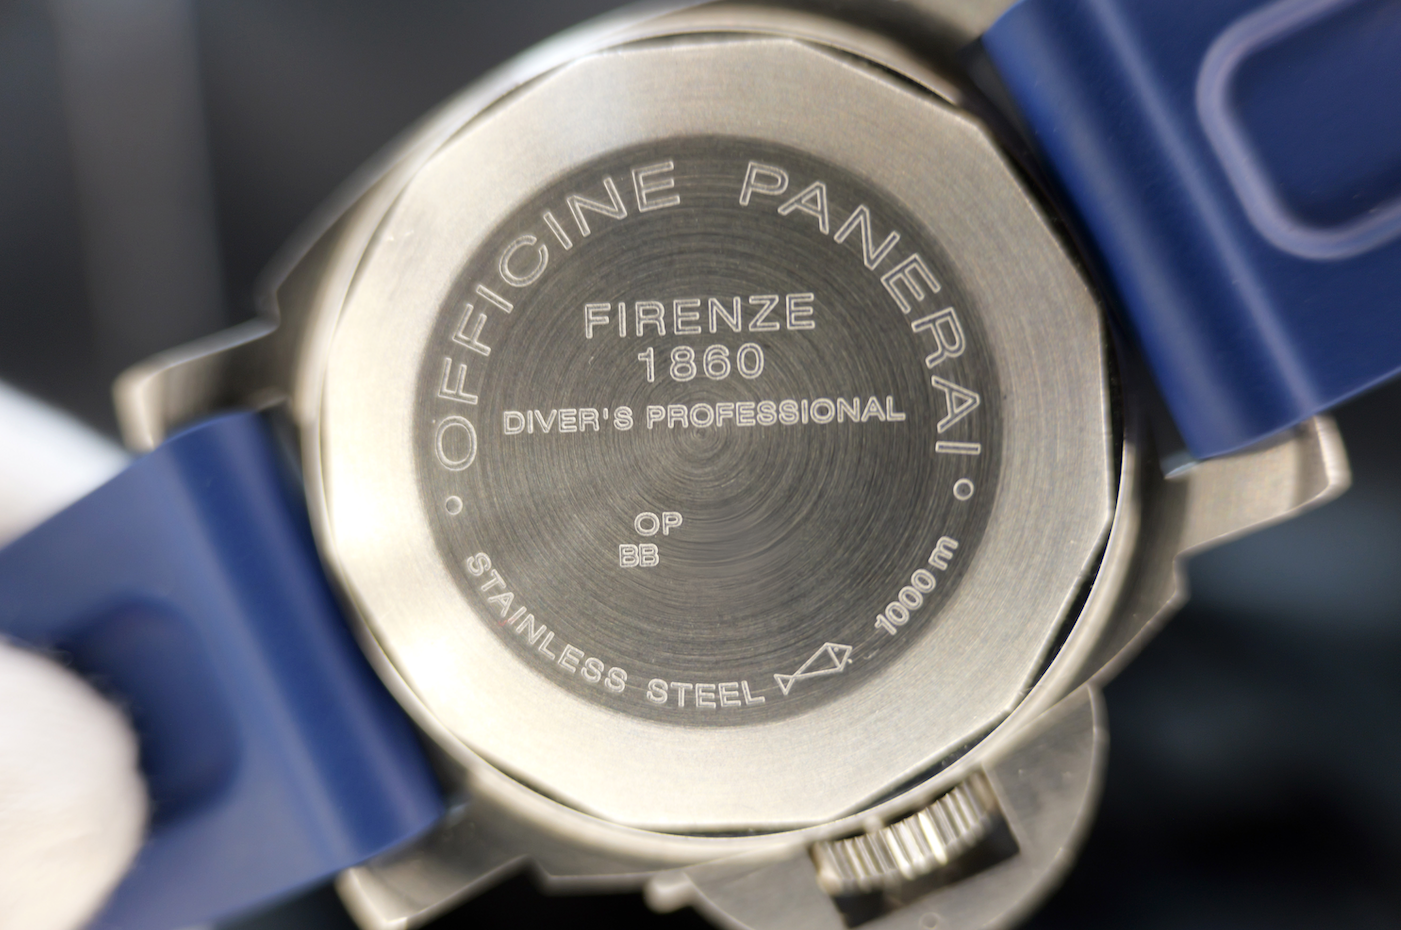 • OFFICINE PANERAI •
FIRENZE
1860
DIVER'S PROFESSIONAL
OP
BB
STAINLESS STEEL 1000 m